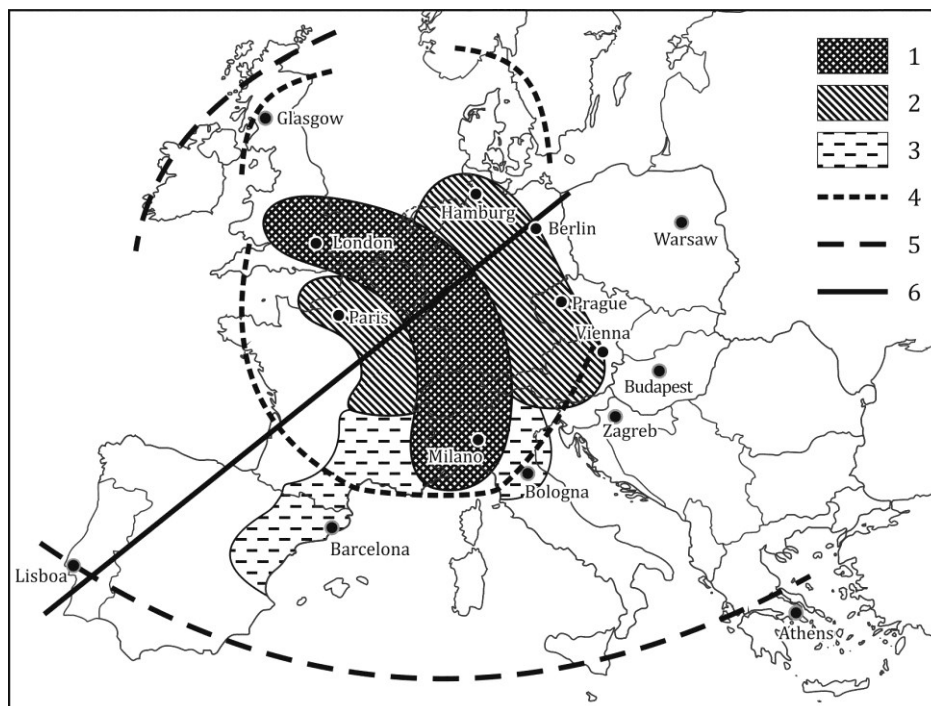 1
2
3
4
5
6
Glasgow
Hamburg
London
Berlin
Warsaw
Paris
Prague
Vienna
Budapest
Zagreb
Milano
Bologna
Barcelona
Lisboa
Athens